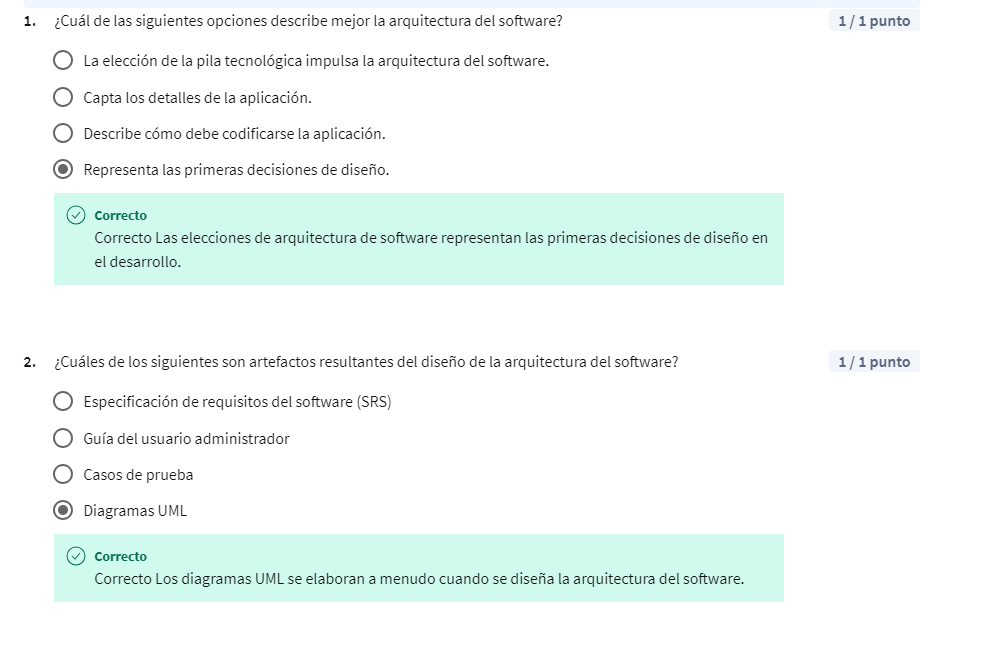 1. ¿Cuál de las siguientes opciones describe mejor la arquitectura del software? 1 / 1 punto
La elección de la pila tecnológica impulsa la arquitectura del software.
Capta los detalles de la aplicación.
Describe cómo debe codificarse la aplicación.
Representa las primeras decisiones de diseño.
Correcto
Correcto Las elecciones de arquitectura de software representan las primeras decisiones de diseño en
el desarrollo.
2. ¿Cuáles de los siguientes son artefactos resultantes del diseño de la arquitectura del software? 1 / 1 punto
Especificación de requisitos del software (SRS)
Guía del usuario administrador
Casos de prueba
Diagramas UML
Correcto
Correcto Los diagramas UML se elaboran a menudo cuando se diseña la arquitectura del software.